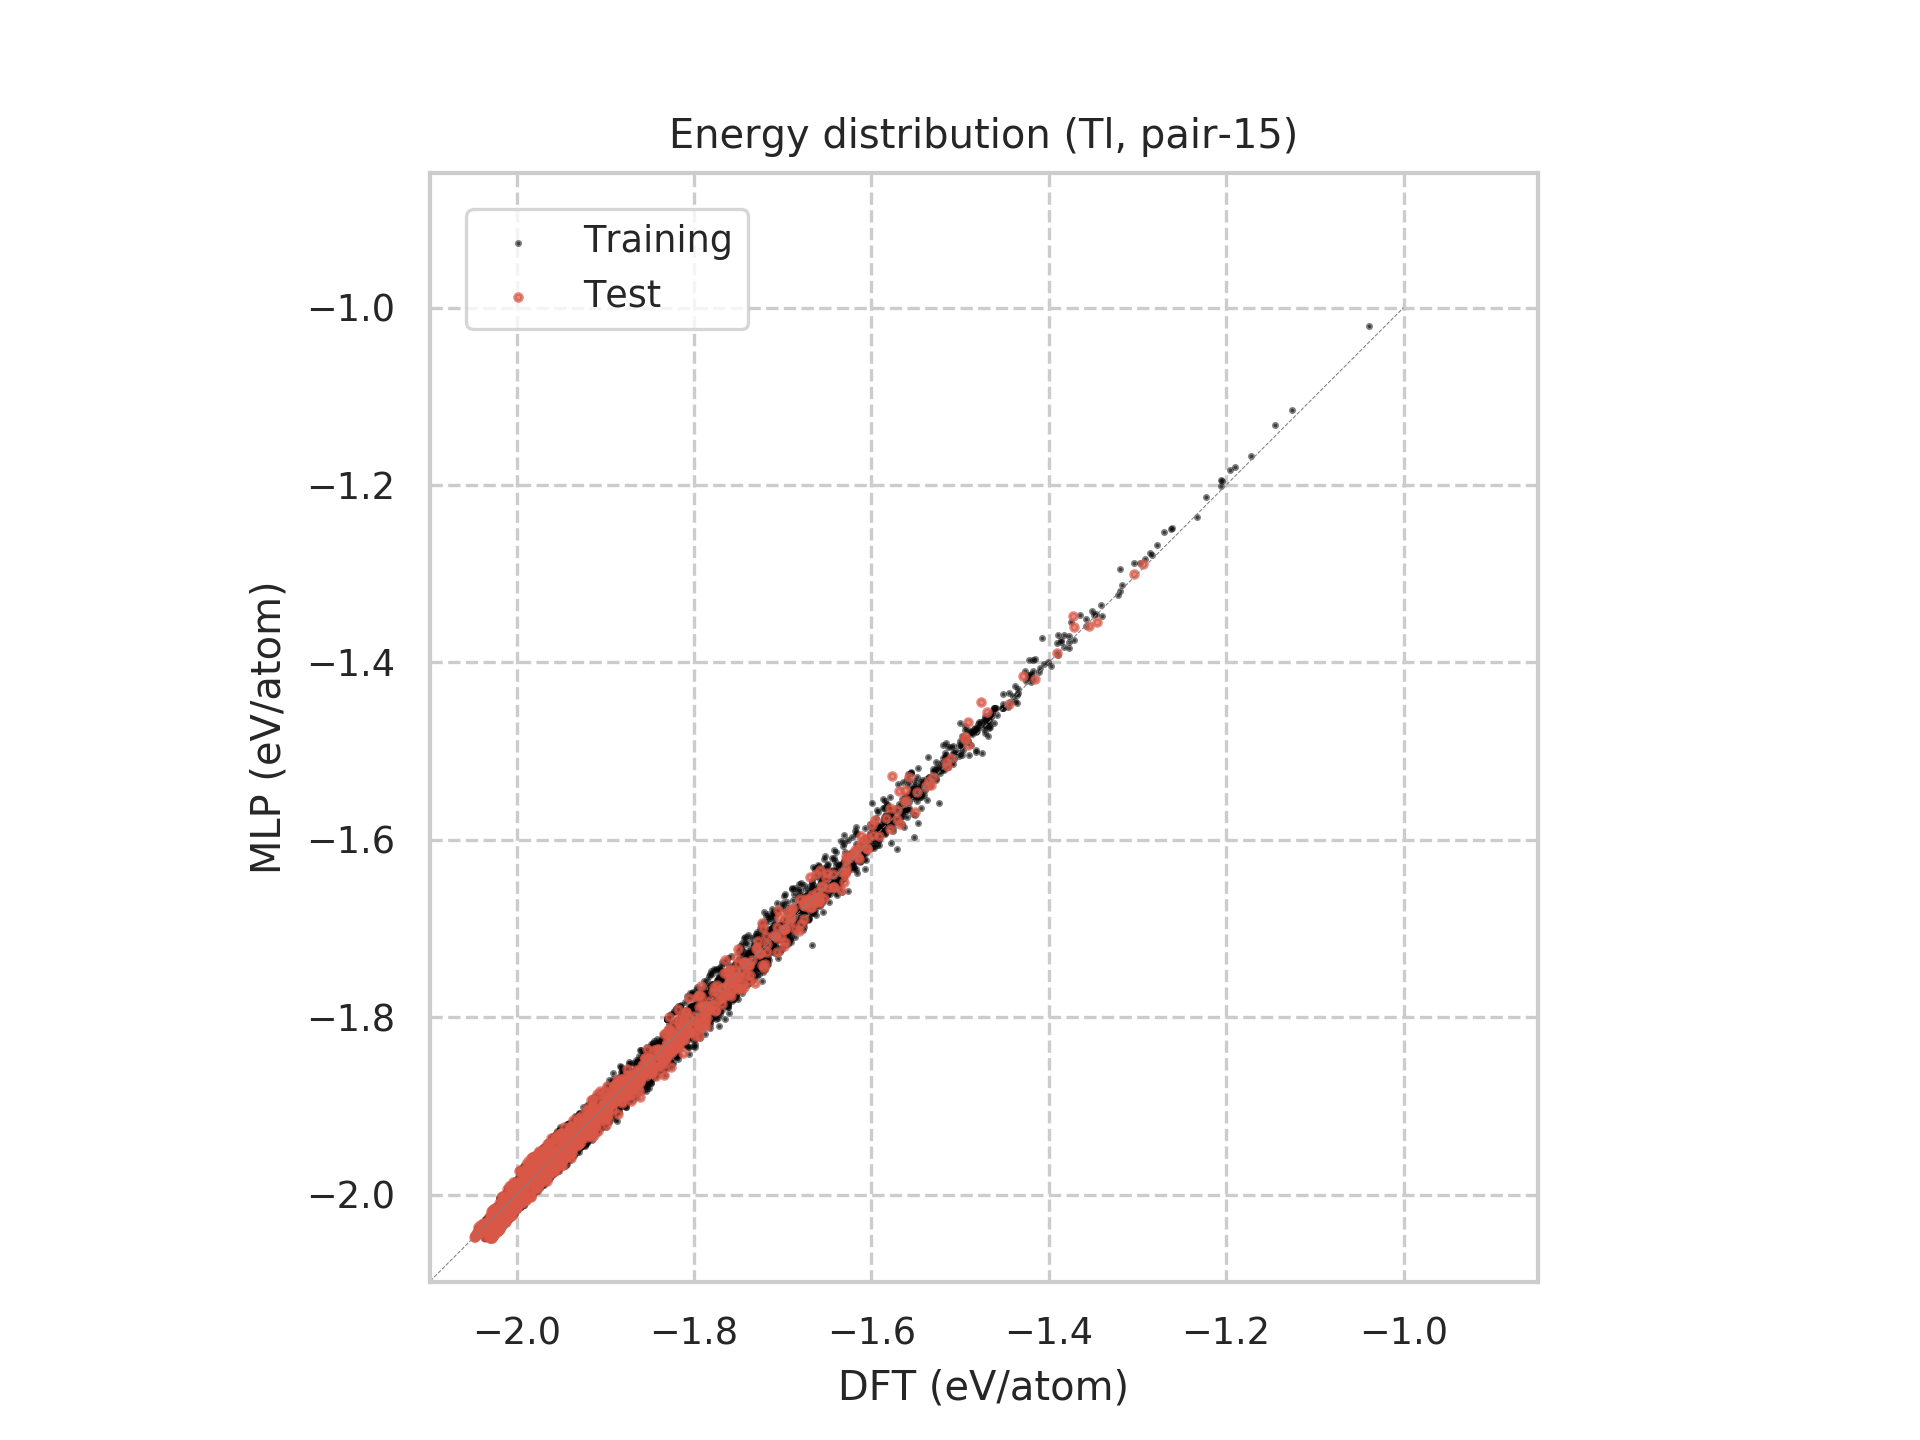 Energy distribution (Tl, pair-15)
Training
Test
−1.0
−1.2
−1.4
−1.6
−1.8
−2.0
MLP (eV/atom)
−2.0 −1.8 −1.6 −1.4 −1.2 −1.0
DFT (eV/atom)